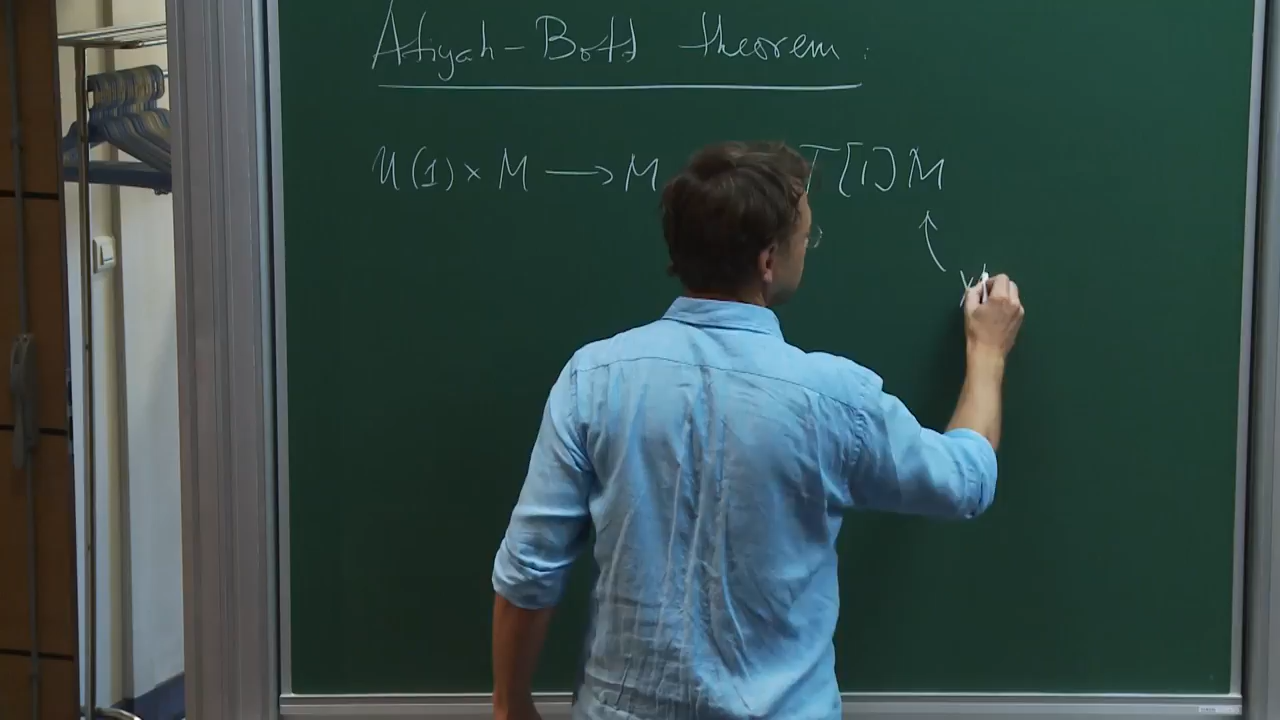 Atiyah-Bott theorem:
U(1) × M → M T[1]M
x